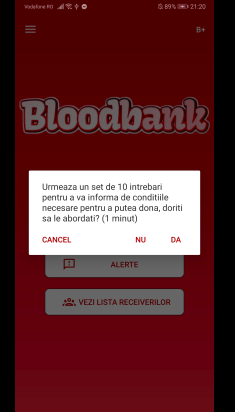 Vodafone RO 89% 21:20
B+
Bloodbank
Urmeaza un set de 10 intrebari
pentru a va informa de conditiile
necesare pentru a putea dona, doriti
sa le abordati? (1 minut)
CANCEL NU DA
ALERTE
VEZI LISTA RECEIVERILOR